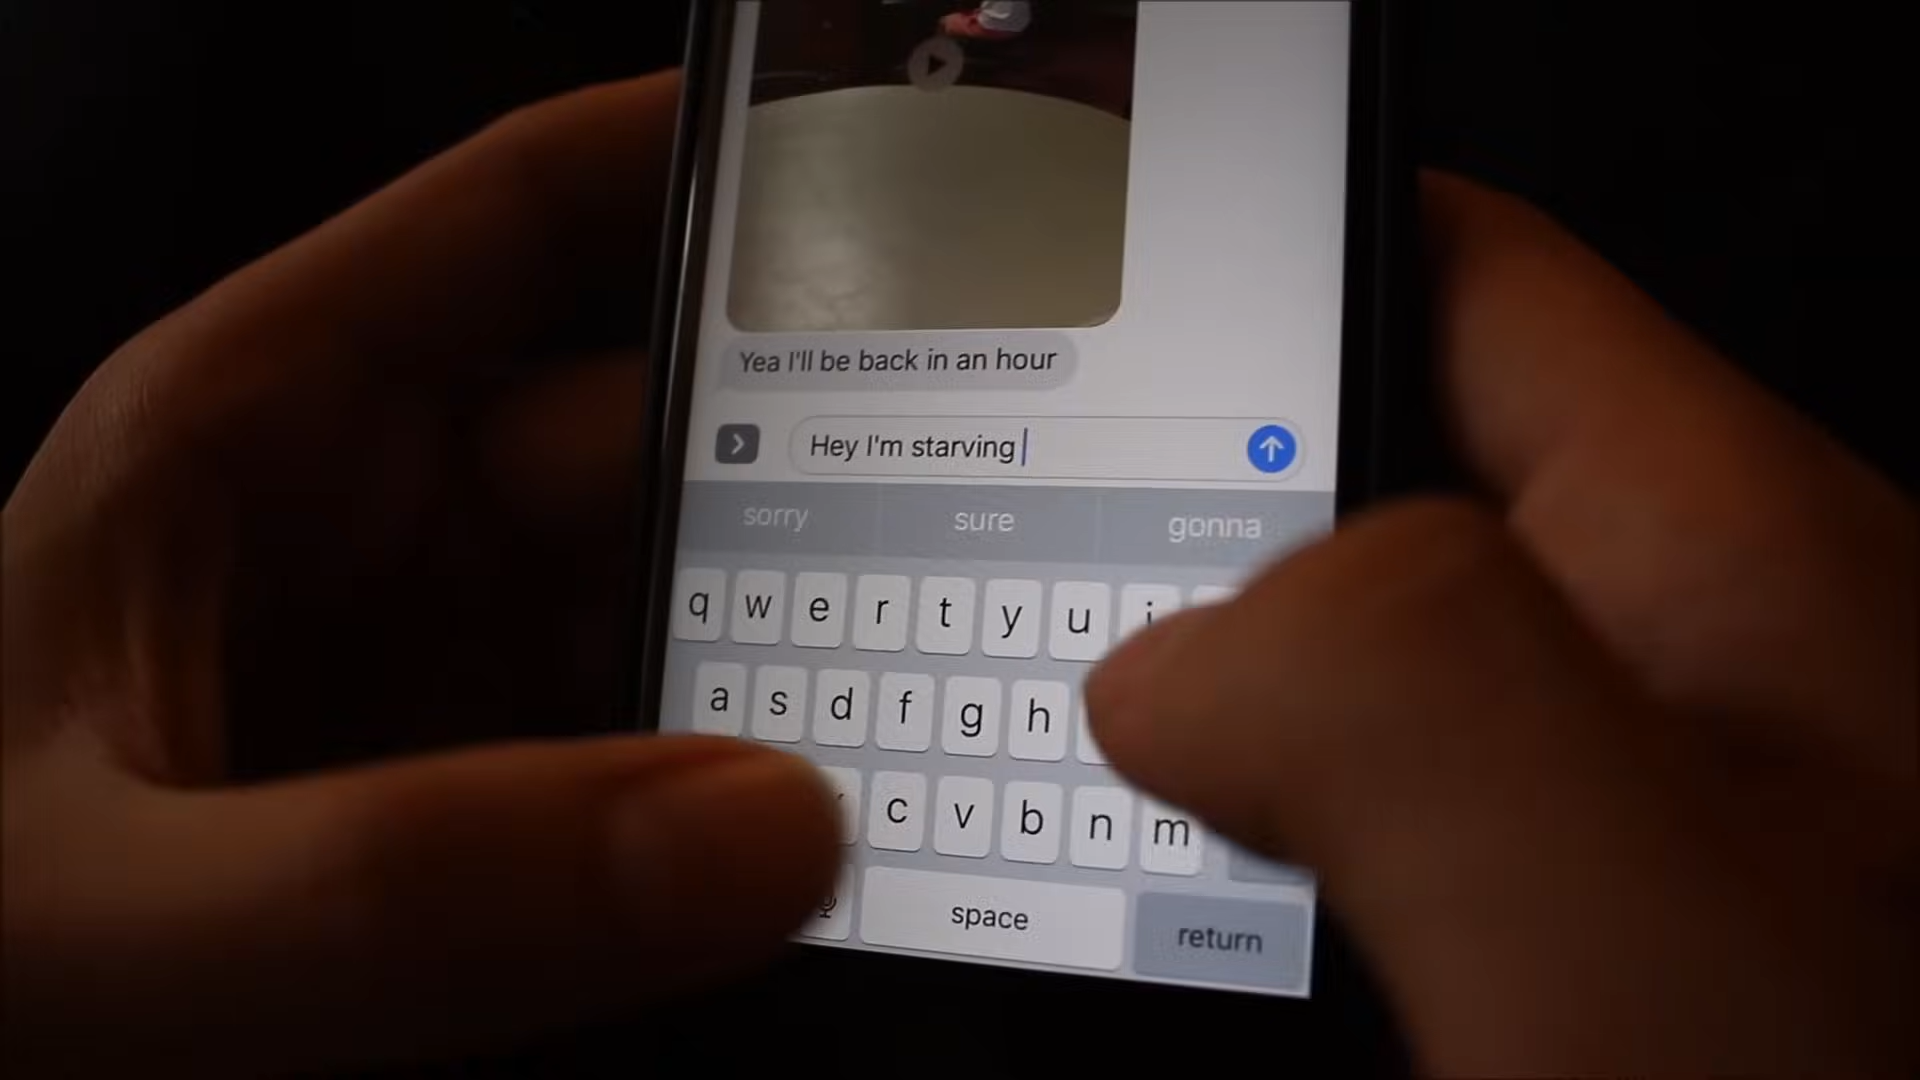 Yea I'll be back in an hour
Hey I'm starving
sorry sure gonna
q w e r t y u i
a s d f g h
c v b n m
space return